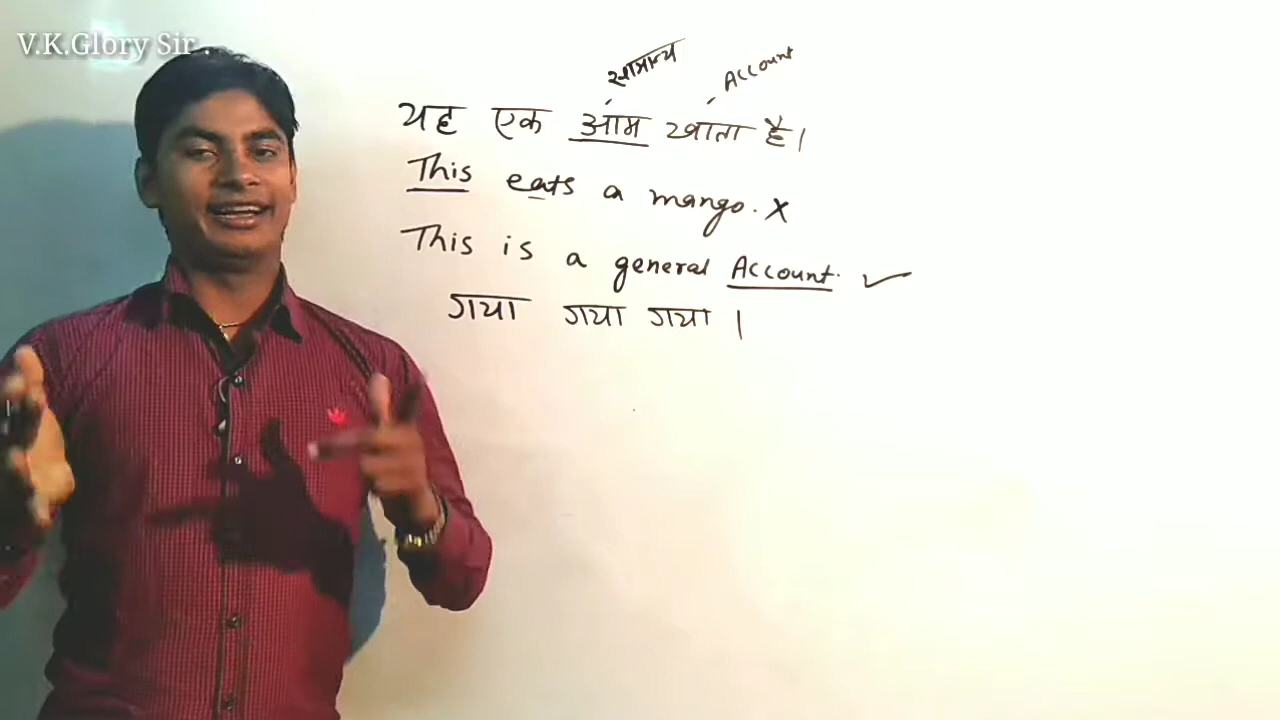 V.K.Glory Sir .
सामान्य Account
यह एक आम खाता है।
This eats a mango. X
This is a general Account. ✓
गया गया गया ।